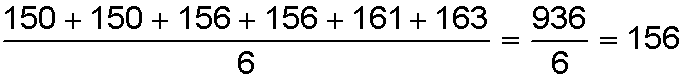 150 + 150 + 156 + 156 + 161 + 163
6
= 936
6
= 156